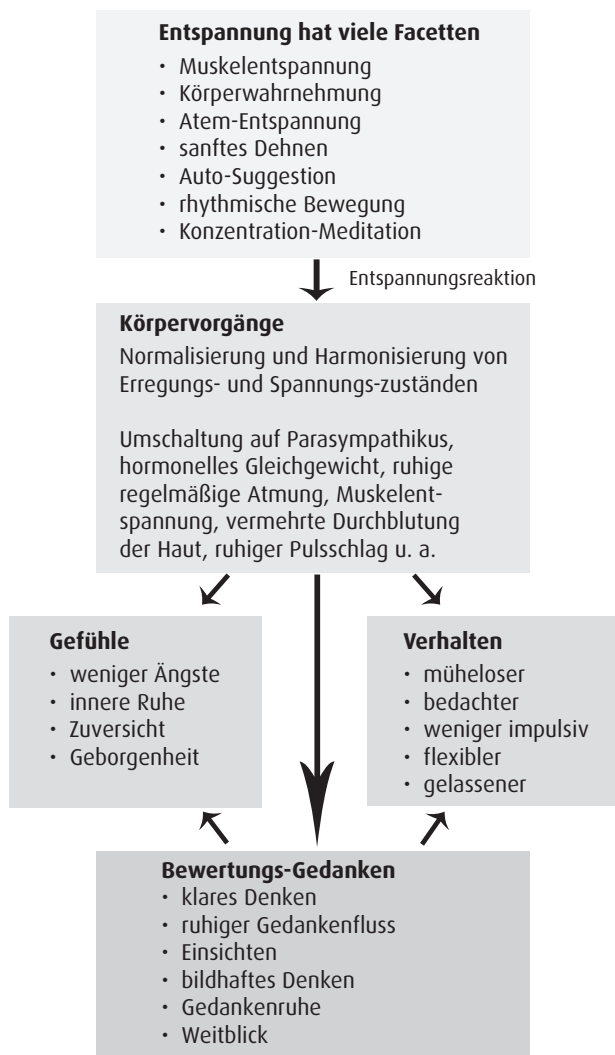 Entspannung hat viele Facetten
• Muskelentspannung
• Körperwahrnehmung
• Atem-Entspannung
• sanftes Dehnen
• Auto-Suggestion
• rhythmische Bewegung
• Konzentration-Meditation
Entspannungsreaktion
Körpervorgänge
Normalisierung und Harmonisierung von
Erregungs- und Spannungs-zuständen
Umschaltung auf Parasympathikus,
hormonelles Gleichgewicht, ruhige
regelmäßige Atmung, Muskelent-
spannung, vermehrte Durchblutung
der Haut, ruhiger Pulsschlag u. a.
Gefühle
• weniger Ängste
• innere Ruhe
• Zuversicht
• Geborgenheit
Verhalten
• müheloser
• bedachter
• weniger impulsiv
• flexibler
• gelassener
Bewertungs-Gedanken
• klares Denken
• ruhiger Gedankenfluss
• Einsichten
• bildhaftes Denken
• Gedankenruhe
• Weitblick